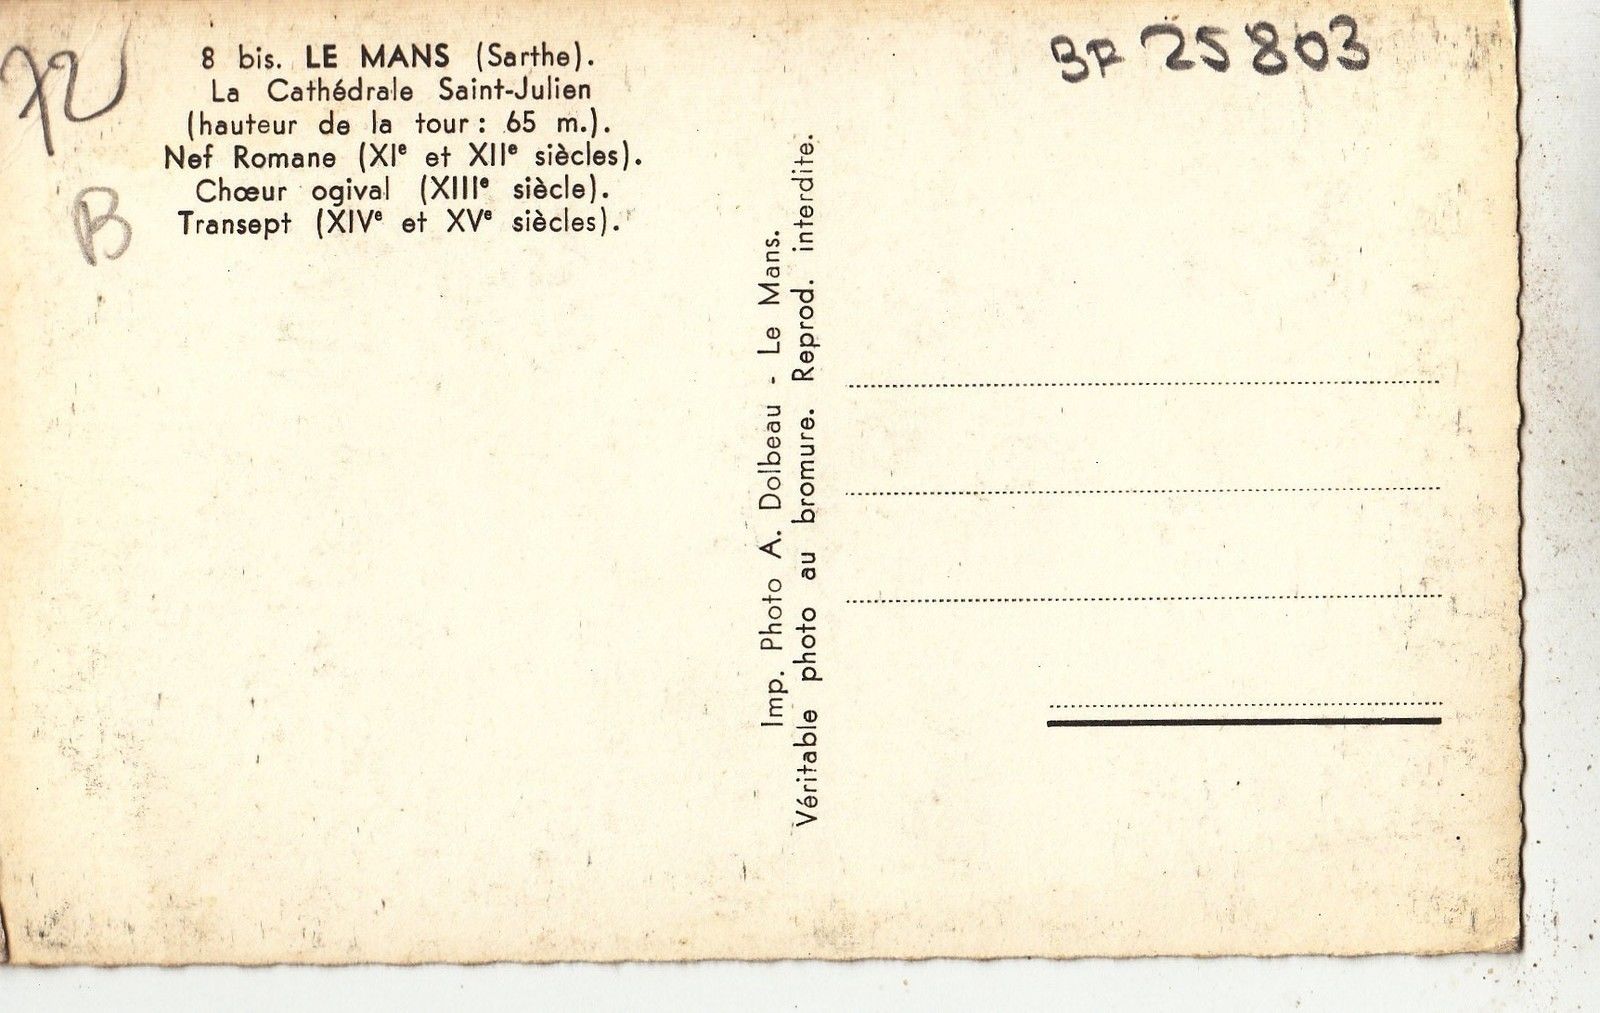 72
8 bis. LE MANS (Sarthe).
La Cathédrale Saint-Julien
(hauteur de la tour : 65 m.).
Nef Romane (XIe et XIIe siècles).
Chœur ogival (XIIIe siècle).
Transept (XIVe et XVe siècles).
B
Imp. Photo A. Dolbeau - Le Mans.
Véritable photo au bromure. Reprod. interdite.
BF 25803